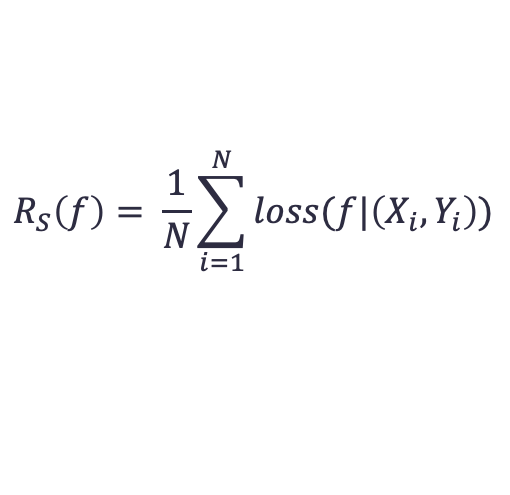 R_S(f) = \frac{1}{N} \sum_{i=1}^{N} loss(f|(X_i, Y_i))